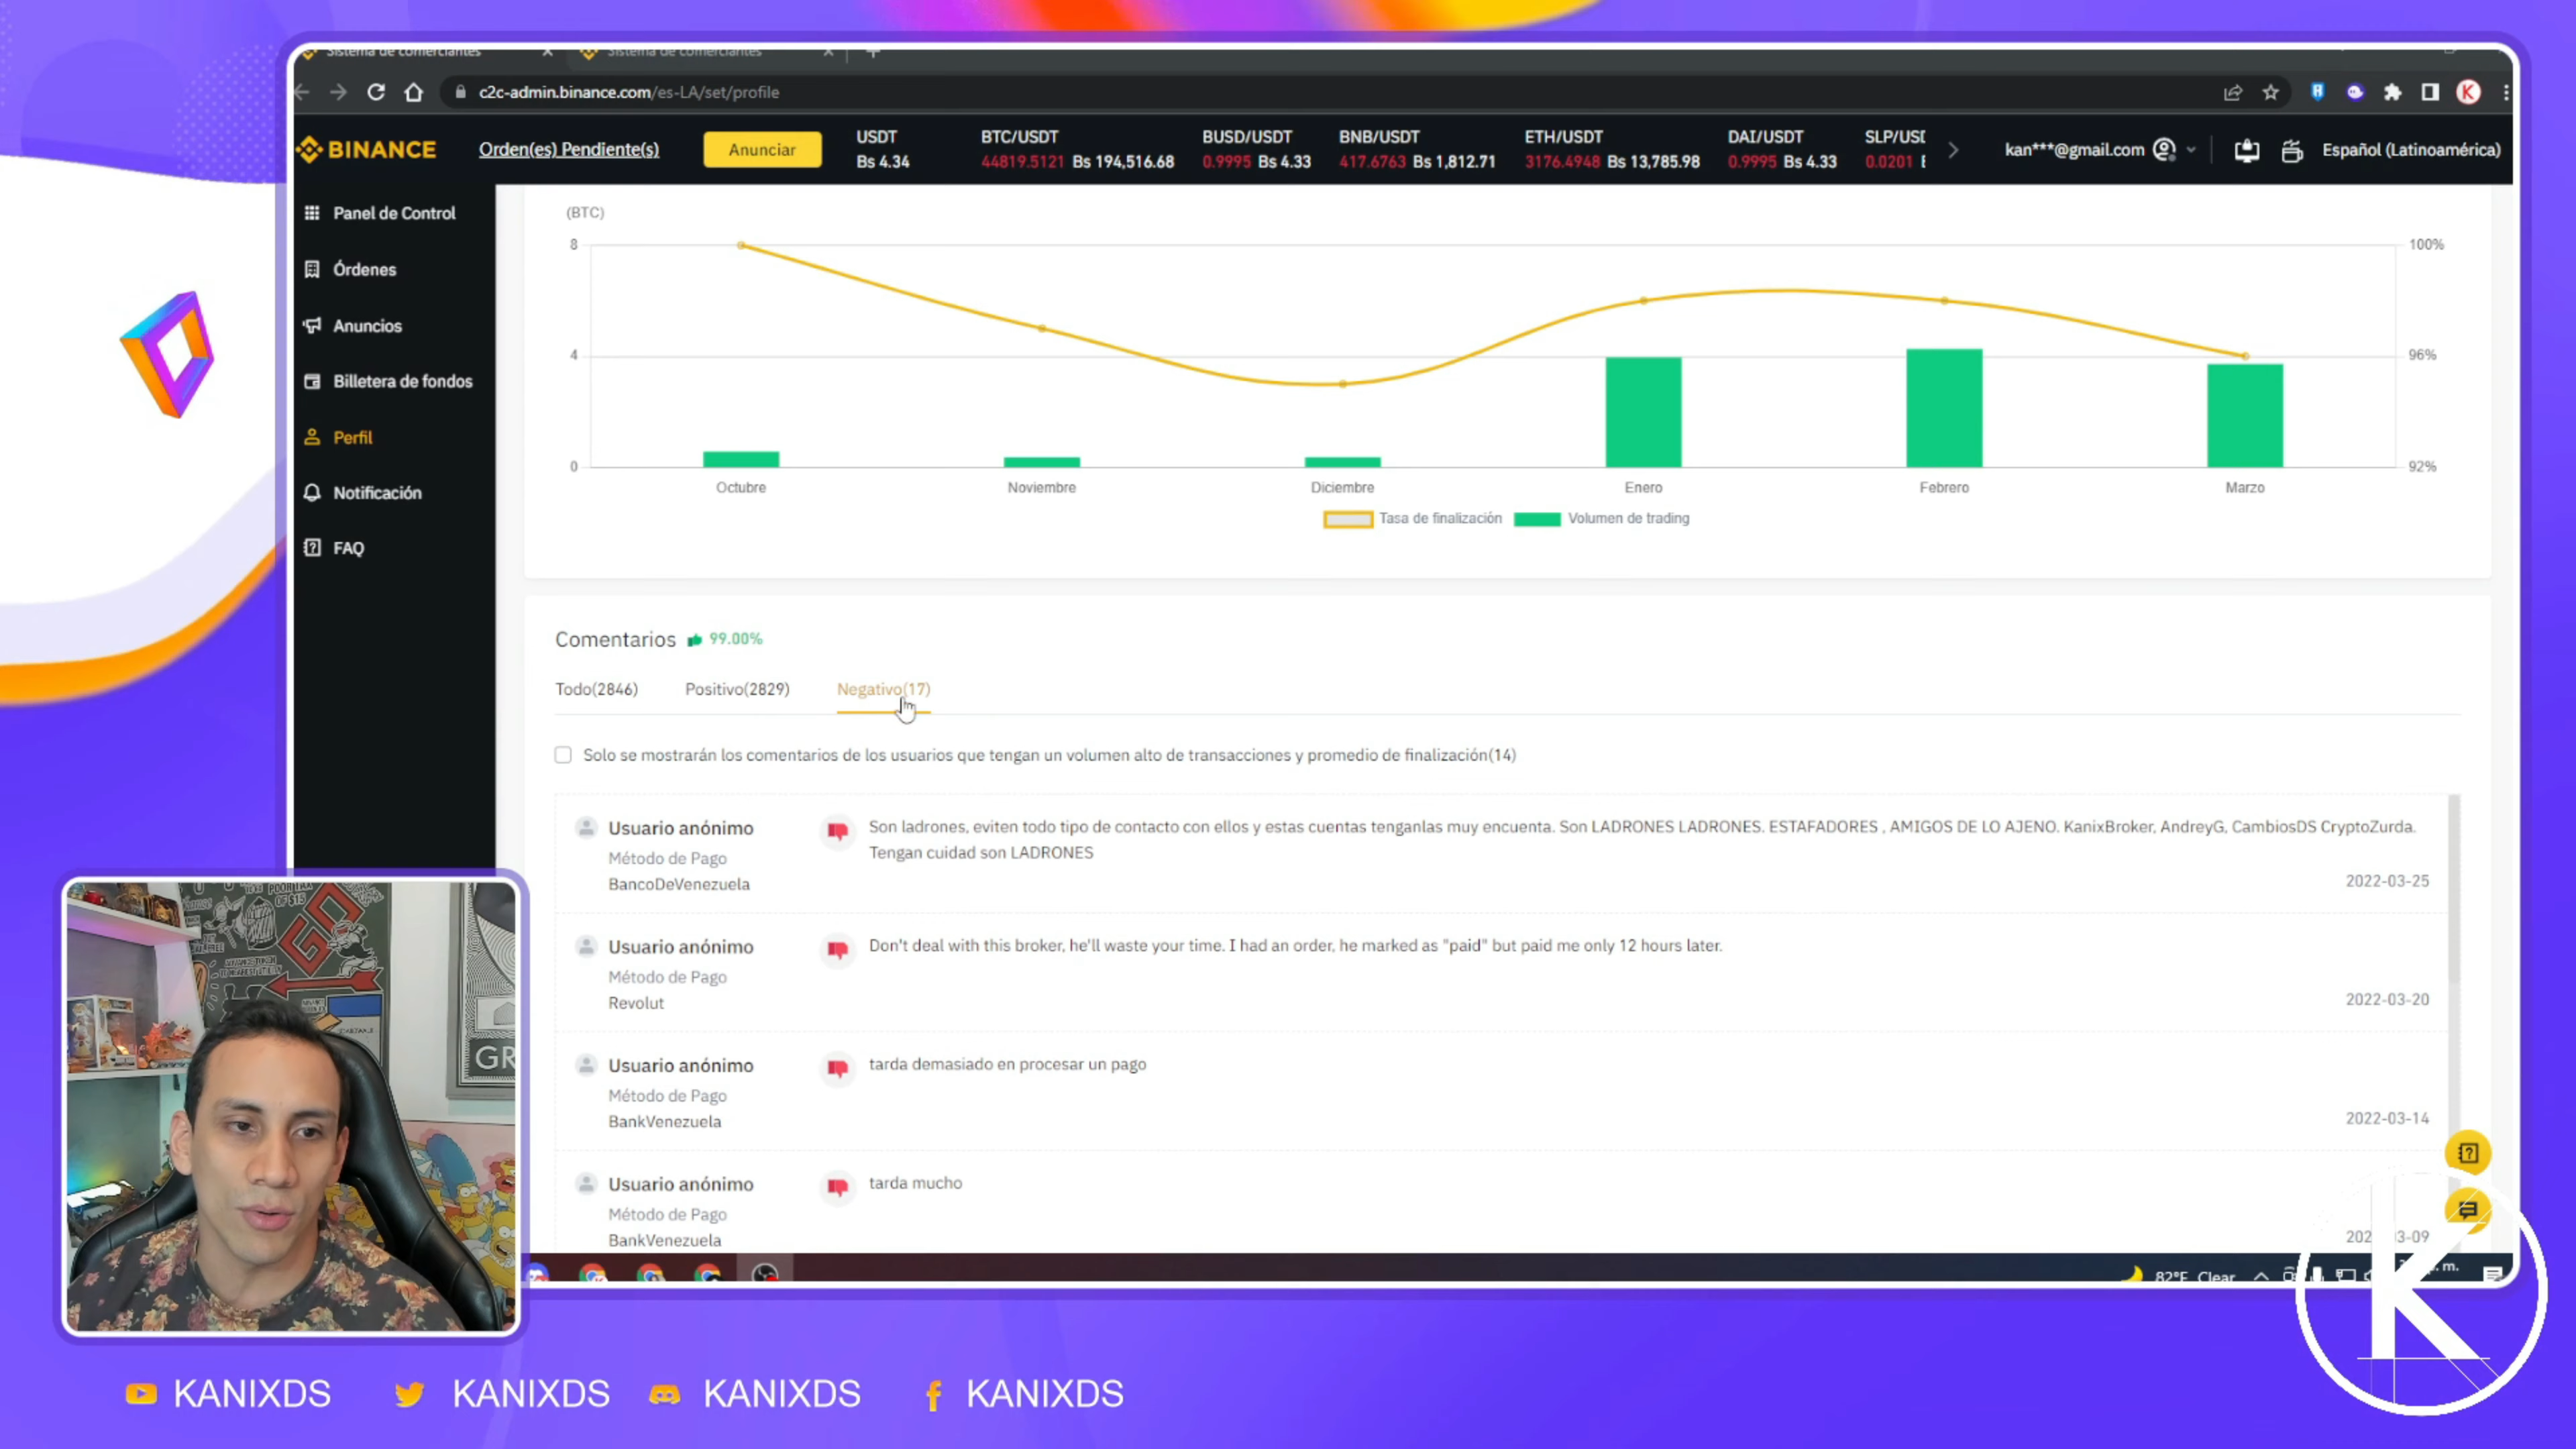 Sistema de comerciantes
Sistema de comerciantes
c2c-admin.binance.com/es-LA/set/profile
K
BINANCE
Orden(es) Pendiente(s)
Anunciar
USDT
Bs 4.34
BTC/USDT
44819.5121 Bs 194,516.68
BUSD/USDT
0.9995 Bs 4.33
BNB/USDT
417.6763 Bs 1,812.71
ETH/USDT
3176.4948 Bs 13,785.98
DAI/USDT
0.9995 Bs 4.33
0.0201
kan***@gmail.com
Español (Latinoamérica)
Panel de Control
Órdenes
Anuncios
Billetera de fondos
Perfil
Notificación
FAQ
(BTC)
8
4
0
100%
96%
92%
Octubre
Noviembre
Diciembre
Enero
Febrero
Marzo
Tasa de finalización
Volumen de trading
Comentarios 99.00%
Todo(2846)
Positivo(2829)
Negativo(17)
Solo se mostrarán los comentarios de los usuarios que tengan un volumen alto de transacciones y promedio de finalización(14)
Usuario anónimo
Método de Pago
BancoDeVenezuela
Son ladrones, eviten todo tipo de contacto con ellos y estas cuentas tenganlas muy encuenta. Son LADRONES LADRONES. ESTAFADORES , AMIGOS DE LO AJENO. KanixBroker, AndreyG, CambiosDS CryptoZurda.
Tengan cuidad son LADRONES
2022-03-25
Usuario anónimo
Método de Pago
Revolut
Don't deal with this broker, he'll waste your time. I had an order, he marked as "paid" but paid me only 12 hours later.
2022-03-20
Usuario anónimo
Método de Pago
BankVenezuela
tarda demasiado en procesar un pago
2022-03-14
Usuario anónimo
Método de Pago
BankVenezuela
tarda mucho
82°F Clear
K
KANIXDS
KANIXDS
KANIXDS
KANIXDS